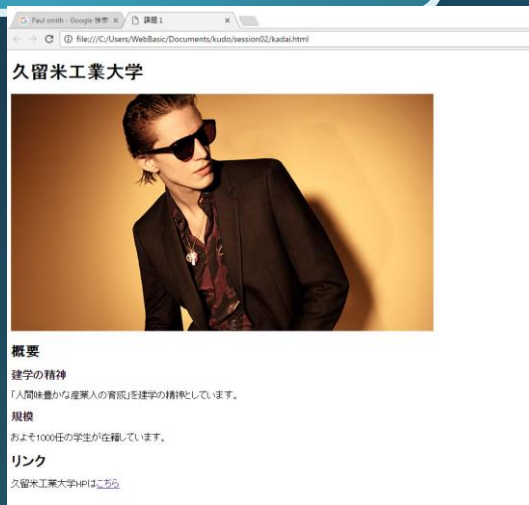 Paul smith - Google 検索
課題1
file:///C:/Users/WebBasic/Documents/kudo/session02/kadai.html
久留米工業大学
概要
建学の精神
「人間味豊かな産業人の育成」を建学の精神としています。
規模
およそ1000任の学生が在籍しています。
リンク
久留米工業大学HPはこちら